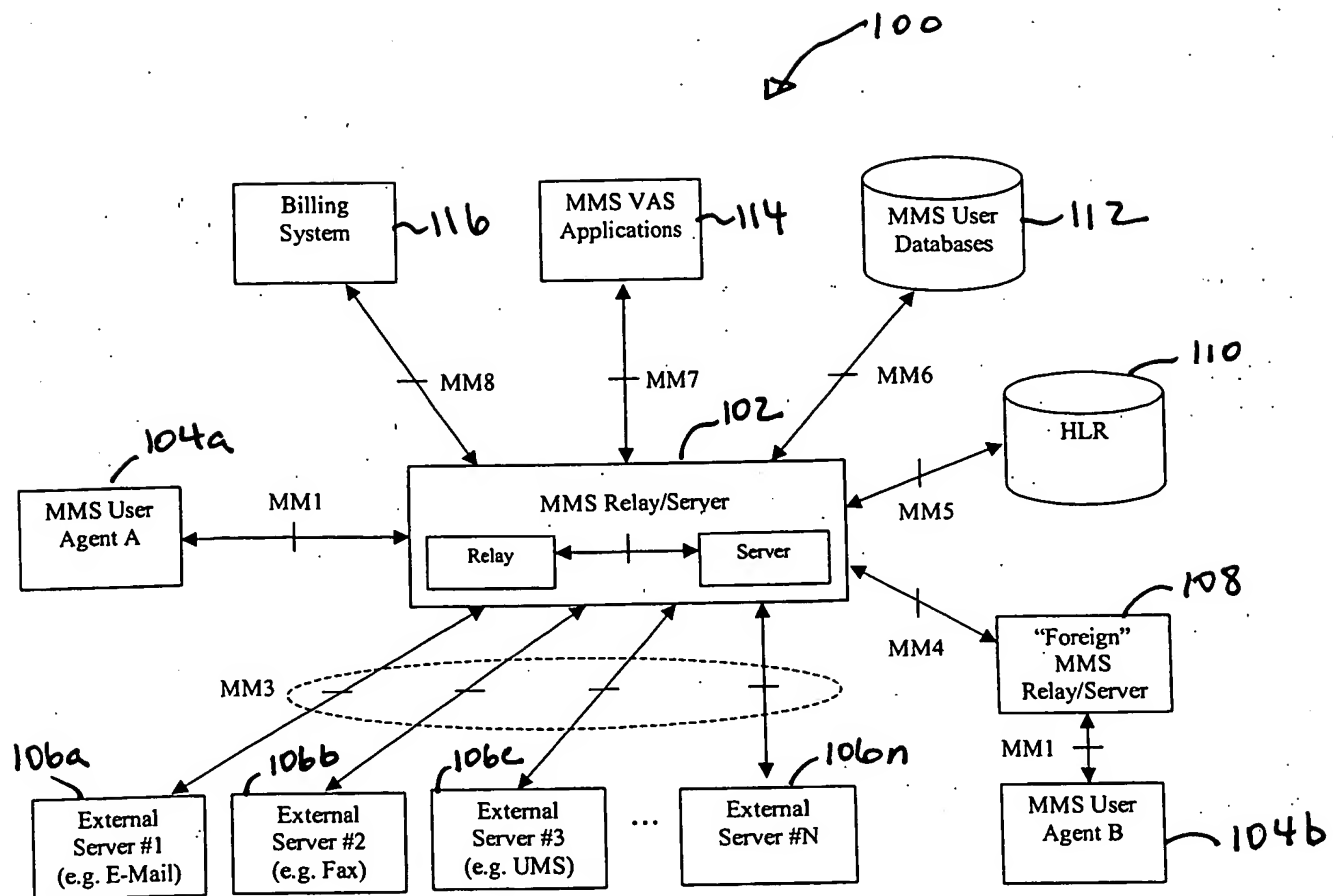 100
Billing
System
116
MMS VAS
Applications
114
MMS User
Databases
112
MM8
MM7
MM6
110
HLR
102
104a
MMS User
Agent A
MM1
MMS Relay/Server
Relay
Server
MM5
108
MM4
"Foreign"
MMS
Relay/Server
MM3
MM1
106a
External
Server #1
(e.g. E-Mail)
106b
External
Server #2
(e.g. Fax)
106c
External
Server #3
(e.g. UMS)
...
106n
External
Server #N
MMS User
Agent B
104b